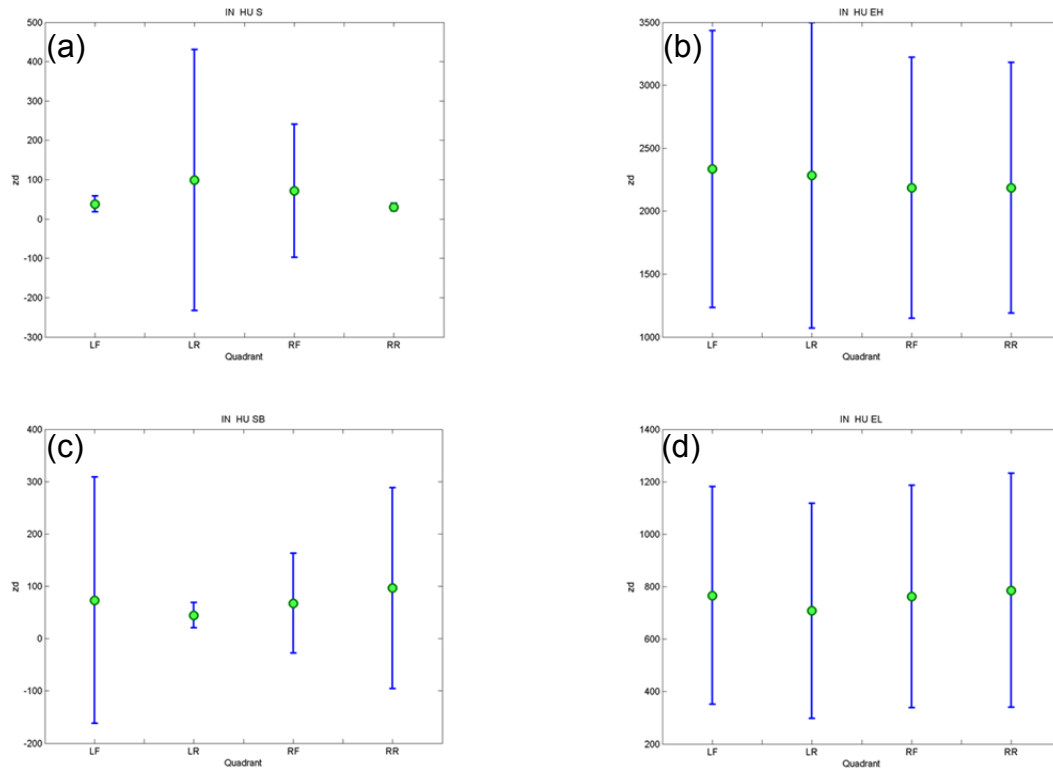 IN HU S
(a)
500
400
300
200
100
0
-100
-200
-300
zd
LF LR RF RR
Quadrant
IN HU EH
(b)
3500
3000
2500
2000
1500
1000
zd
LF LR RF RR
Quadrant
IN HU SB
(c)
400
300
200
100
0
-100
-200
zd
LF LR RF RR
Quadrant
IN HU EL
(d)
1400
1200
1000
800
600
400
200
zd
LF LR RF RR
Quadrant